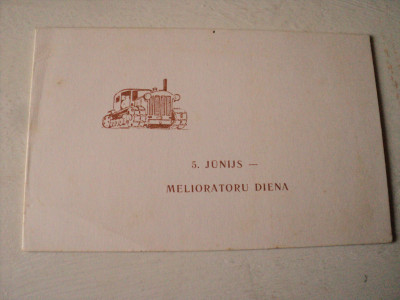 5. JŪNIJS —
MELIORATORU DIENA